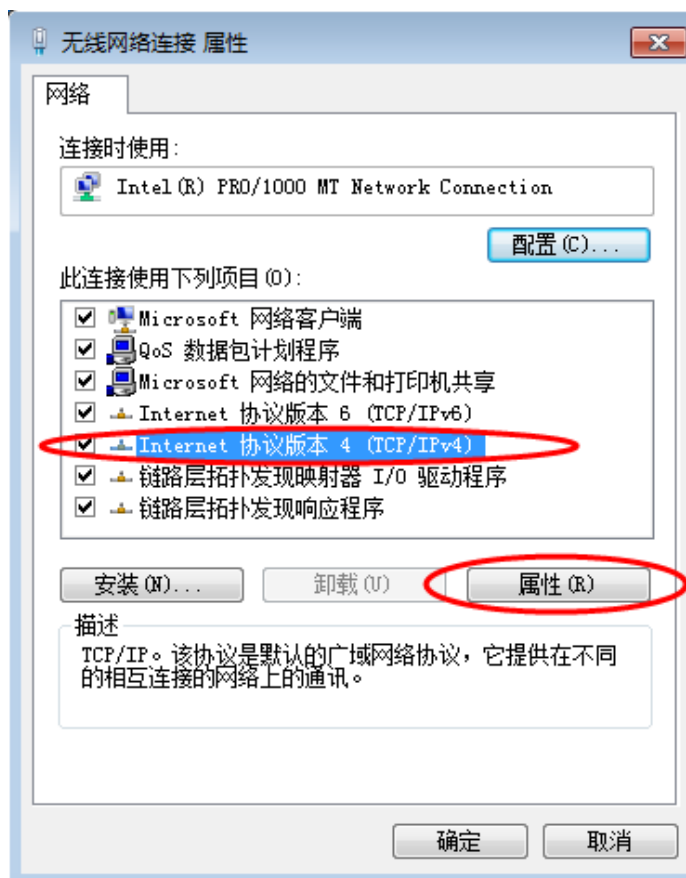 无线网络连接 属性
网络
连接时使用:
Intel(R) PRO/1000 MT Network Connection
配置(C)...
此连接使用下列项目(O):
Microsoft 网络客户端
QoS 数据包计划程序
Microsoft 网络的文件和打印机共享
Internet 协议版本 6 (TCP/IPv6)
Internet 协议版本 4 (TCP/IPv4)
链路层拓扑发现映射器 I/O 驱动程序
链路层拓扑发现响应程序
安装(N)... 卸载(U) 属性(R)
描述
TCP/IP。该协议是默认的广域网络协议，它提供在不同
的相互连接的网络上的通讯。
确定 取消